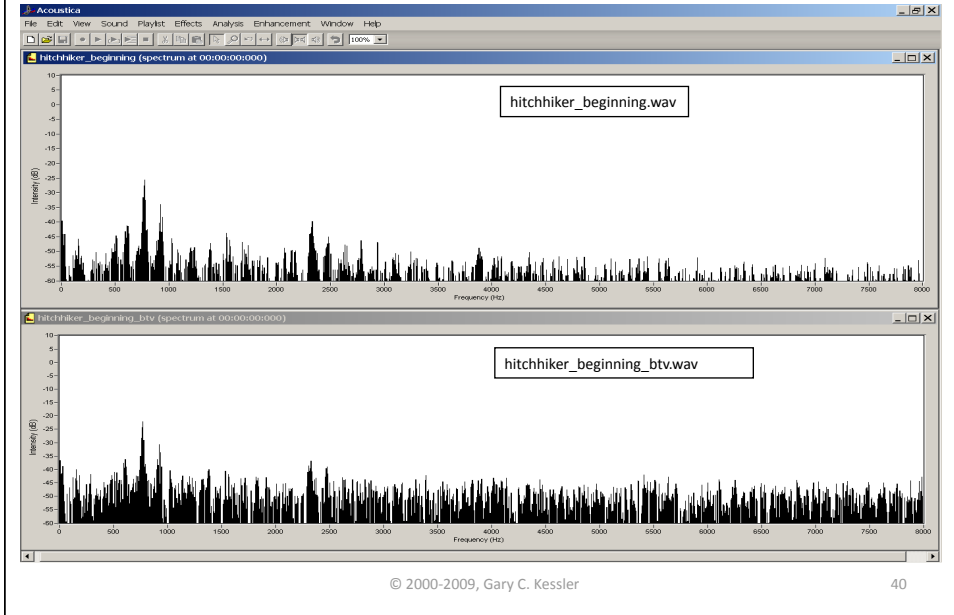 Acoustica
File Edit View Sound Playlist Effects Analysis Enhancement Window Help
100%
hitchhiker_beginning (spectrum at 00:00:00:000)
hitchhiker_beginning.wav
10
5
0
-5
-10
-15
-20
-25
-30
-35
-40
-45
-50
-55
-60
Intensity (dB)
0 500 1000 1500 2000 2500 3000 3500 4000 4500 5000 5500 6000 6500 7000 7500 8000
Frequency (Hz)
hitchhiker_beginning_btv (spectrum at 00:00:00:000)
hitchhiker_beginning_btv.wav
10
5
0
-5
-10
-15
-20
-25
-30
-35
-40
-45
-50
-55
-60
Intensity (dB)
0 500 1000 1500 2000 2500 3000 3500 4000 4500 5000 5500 6000 6500 7000 7500 8000
Frequency (Hz)
© 2000-2009, Gary C. Kessler 40